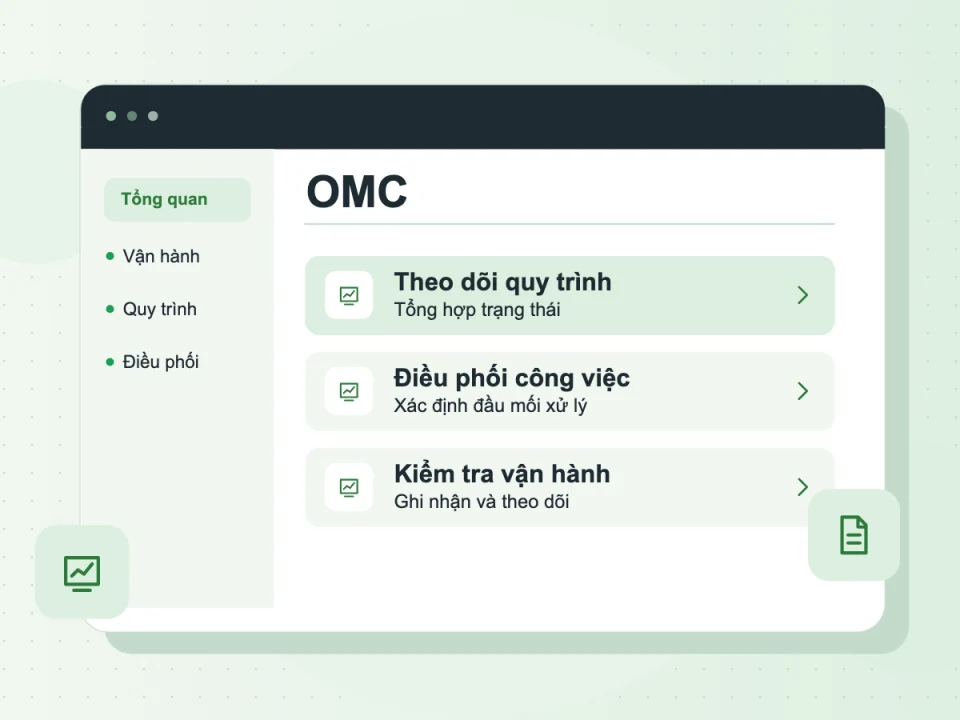 Tổng quan
Vận hành
Quy trình
Điều phối
OMC
Theo dõi quy trình
Tổng hợp trạng thái
Điều phối công việc
Xác định đầu mối xử lý
Kiểm tra vận hành
Ghi nhận và theo dõi